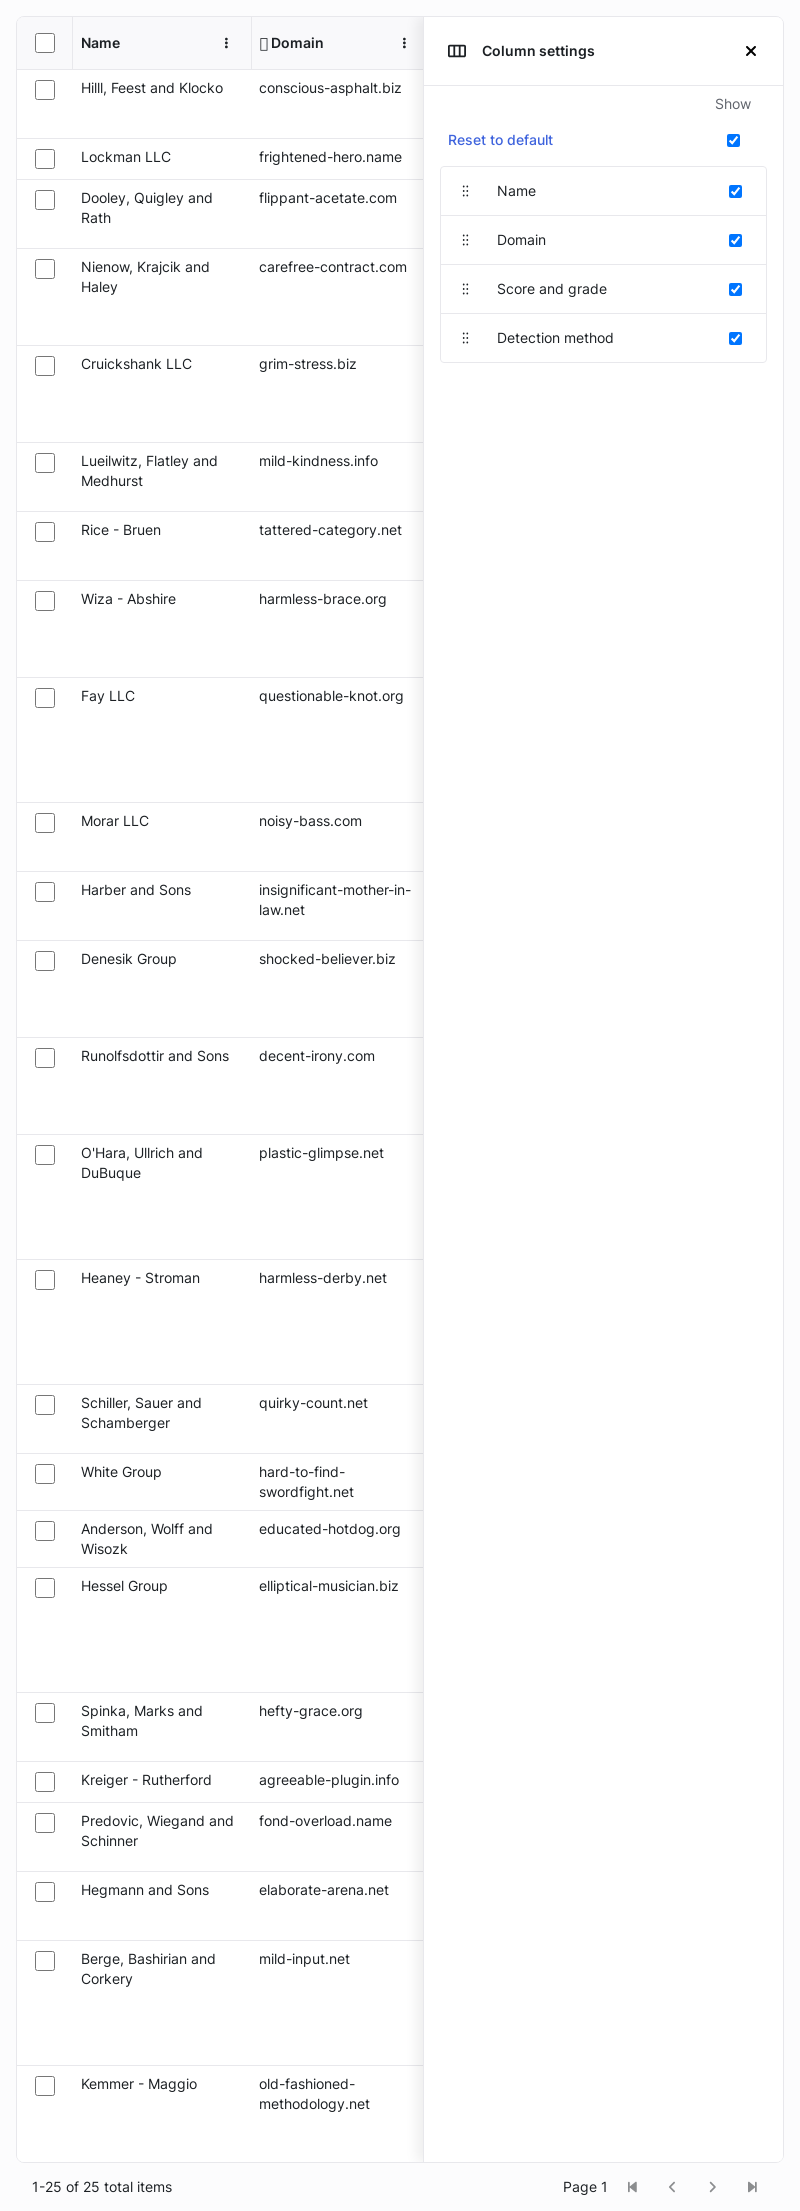 Name Domain
Column settings
Show
Reset to default
Name
Domain
Score and grade
Detection method
Hilll, Feest and Klocko conscious-asphalt.biz
Lockman LLC frightened-hero.name
Dooley, Quigley and flippant-acetate.com
Rath
Nienow, Krajcik and carefree-contract.com
Haley
Cruickshank LLC grim-stress.biz
Lueilwitz, Flatley and mild-kindness.info
Medhurst
Rice - Bruen tattered-category.net
Wiza - Abshire harmless-brace.org
Fay LLC questionable-knot.org
Morar LLC noisy-bass.com
Harber and Sons insignificant-mother-in-
law.net
Denesik Group shocked-believer.biz
Runolfsdottir and Sons decent-irony.com
O'Hara, Ullrich and plastic-glimpse.net
DuBuque
Heaney - Stroman harmless-derby.net
Schiller, Sauer and quirky-count.net
Schamberger
White Group hard-to-find-
swordfight.net
Anderson, Wolff and educated-hotdog.org
Wisozk
Hessel Group elliptical-musician.biz
Spinka, Marks and hefty-grace.org
Smitham
Kreiger - Rutherford agreeable-plugin.info
Predovic, Wiegand and fond-overload.name
Schinner
Hegmann and Sons elaborate-arena.net
Berge, Bashirian and mild-input.net
Corkery
Kemmer - Maggio old-fashioned-
methodology.net
1-25 of 25 total items Page 1